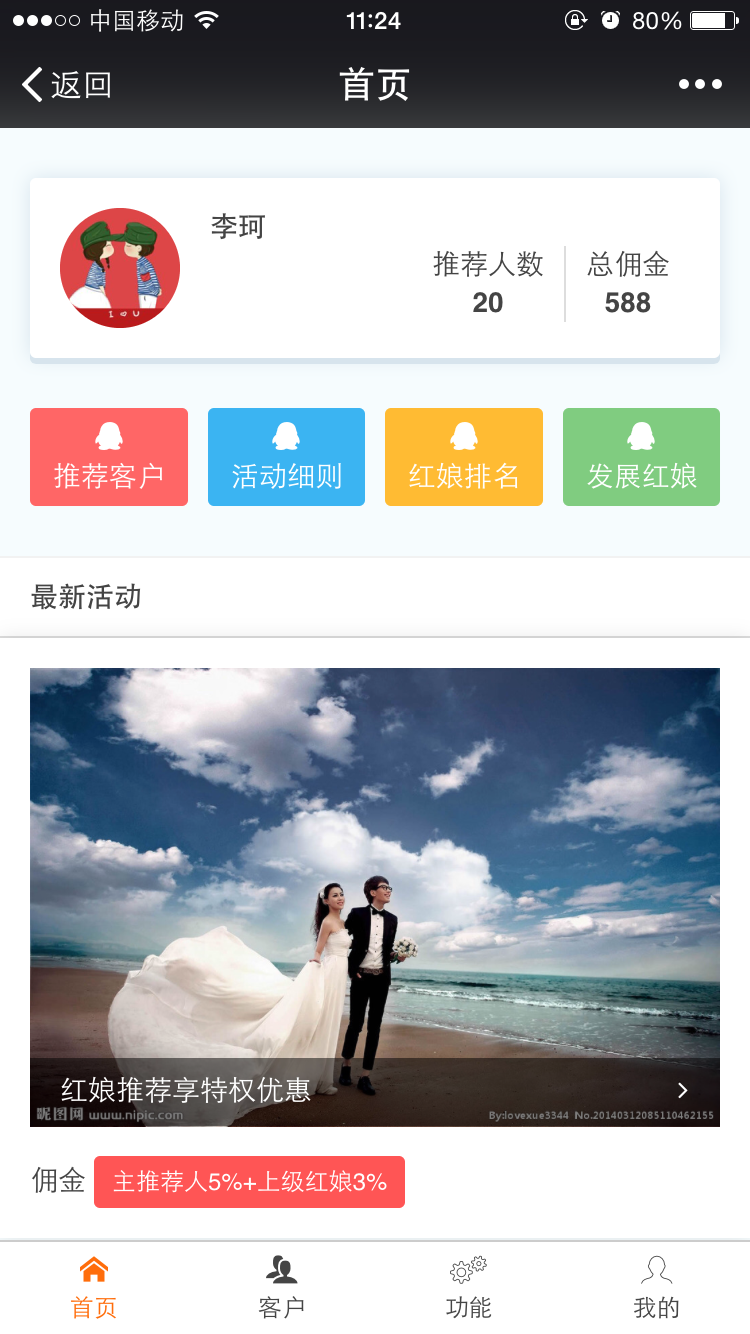 中国移动 11:24 80%
返回 首页
李珂
推荐人数 总佣金
20 588
I O U
推荐客户 活动细则 红娘排名 发展红娘
最新活动
红娘推荐享特权优惠
昵图网 www.nipic.com By:lovexue3344 No.20140312085110462155
佣金 主推荐人5%+上级红娘3%
首页 客户 功能 我的